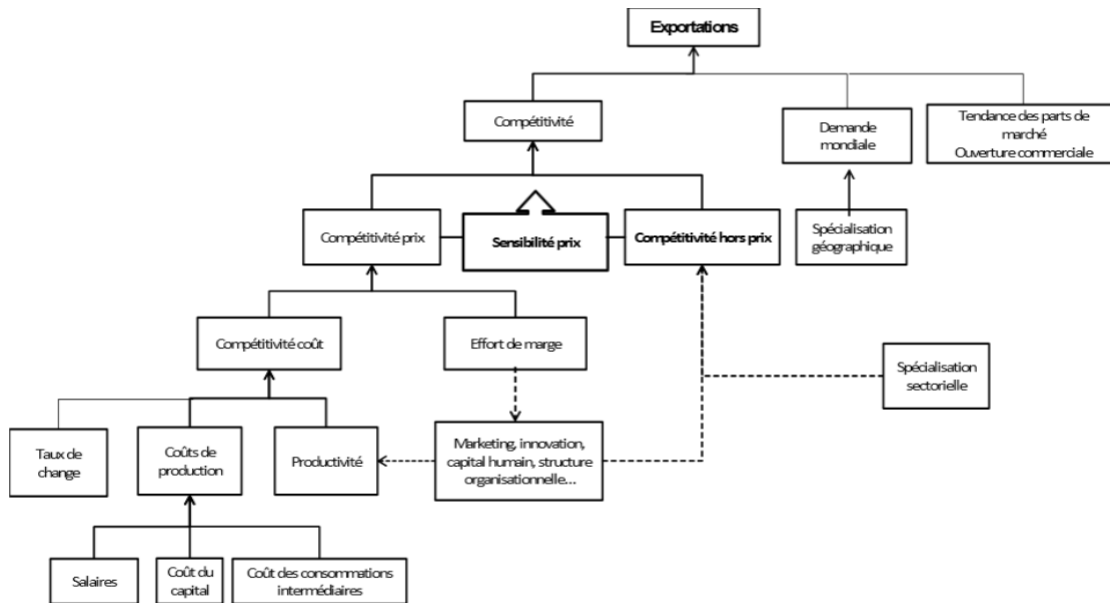 Exportations
Compétitivité
Demande
mondiale
Tendance des parts de
marché
Ouverture commerciale
Compétitivité prix
Sensibilité prix
Compétitivité hors prix
Spécialisation
géographique
Compétitivité coût
Effort de marge
Spécialisation
sectorielle
Taux de
change
Coûts de
production
Productivité
Marketing, innovation,
capital humain, structure
organisationnelle...
Salaires
Coût du
capital
Coût des consommations
intermédiaires